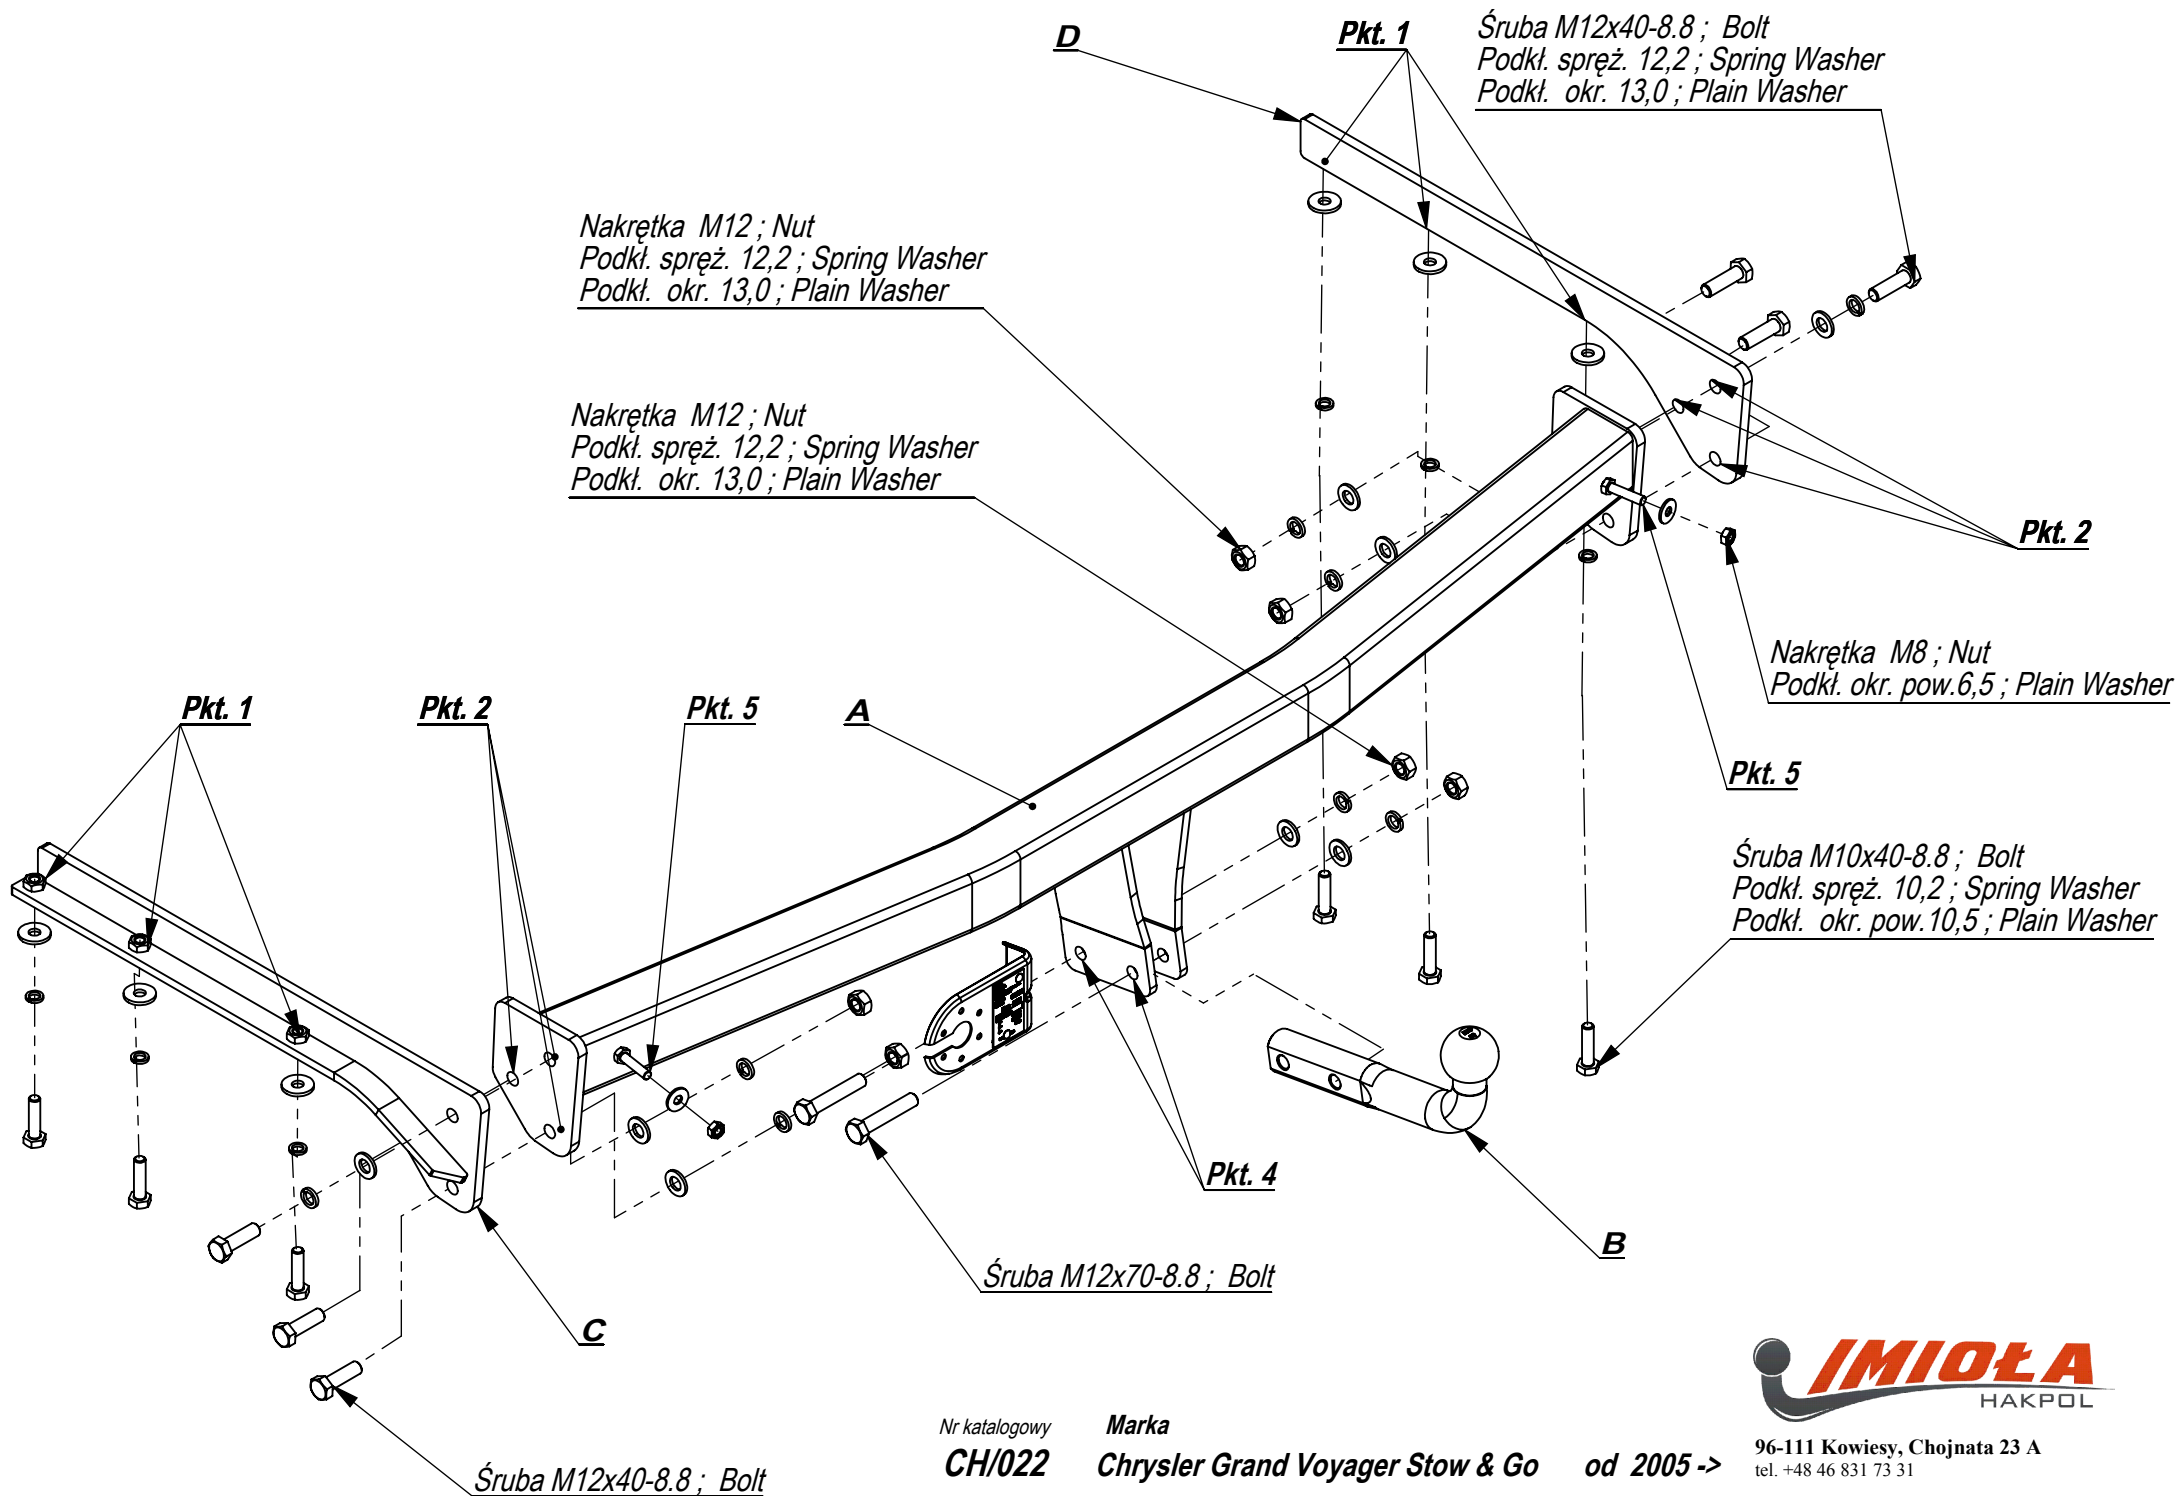 D
Pkt. 1
Śruba M12x40-8.8 ; Bolt
Podkł. spręż. 12,2 ; Spring Washer
Podkł. okr. 13,0 ; Plain Washer
Nakrętka M12 ; Nut
Podkł. spręż. 12,2 ; Spring Washer
Podkł. okr. 13,0 ; Plain Washer
Nakrętka M12 ; Nut
Podkł. spręż. 12,2 ; Spring Washer
Podkł. okr. 13,0 ; Plain Washer
Pkt. 2
Nakrętka M8 ; Nut
Podkł. okr. pow.6,5 ; Plain Washer
Pkt. 1
Pkt. 2
Pkt. 5
A
Pkt. 5
Śruba M10x40-8.8 ; Bolt
Podkł. spręż. 10,2 ; Spring Washer
Podkł. okr. pow.10,5 ; Plain Washer
Pkt. 4
B
Śruba M12x70-8.8 ; Bolt
C
Śruba M12x40-8.8 ; Bolt
IMIOŁA
HAKPOL
Nr katalogowy
Marka
CH/022
Chrysler Grand Voyager Stow & Go od 2005 ->
96-111 Kowiesy, Chojnata 23 A
tel. +48 46 831 73 31